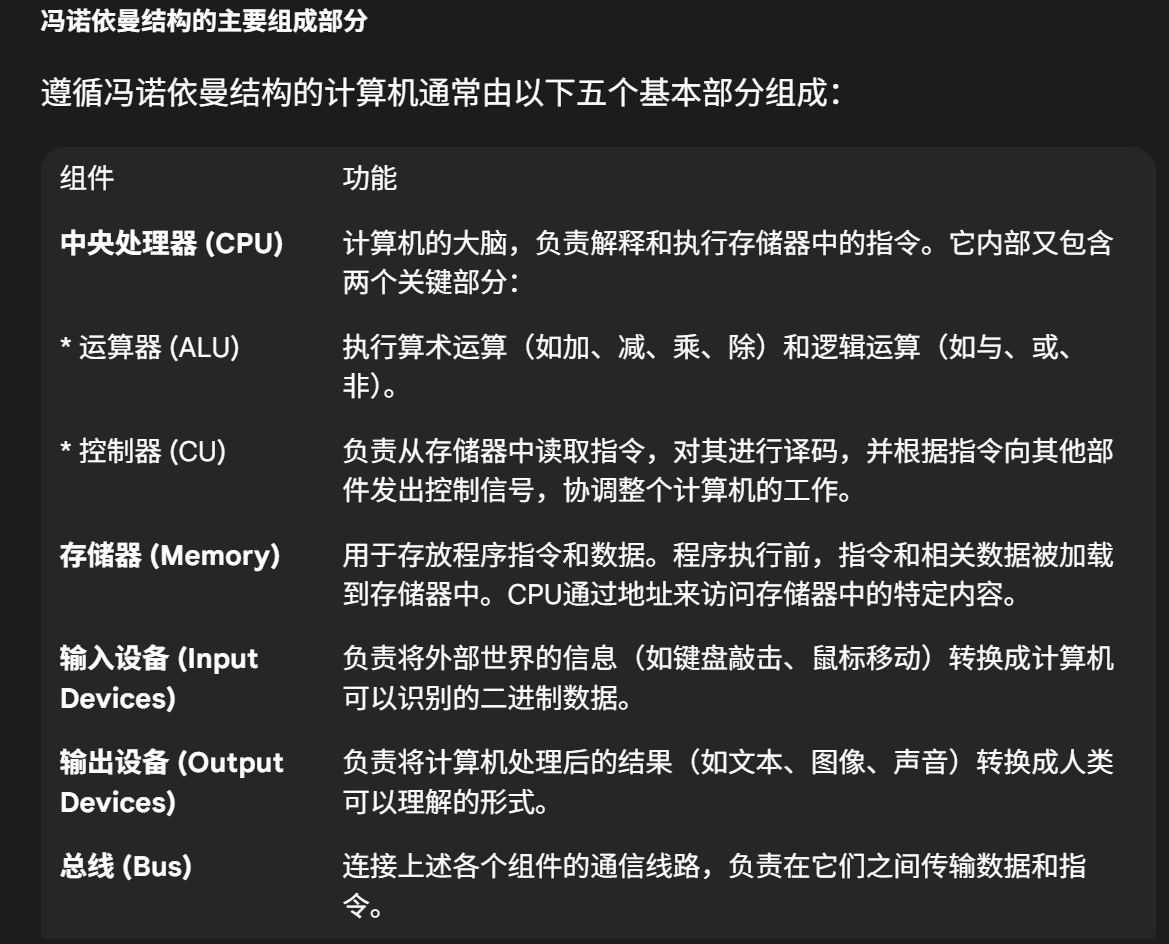 冯诺依曼结构的主要组成部分
遵循冯诺依曼结构的计算机通常由以下五个基本部分组成：
组件 功能
中央处理器 (CPU) 计算机的大脑，负责解释和执行存储器中的指令。它内部又包含
两个关键部分：
* 运算器 (ALU) 执行算术运算（如加、减、乘、除）和逻辑运算（如与、或、
非）。
* 控制器 (CU) 负责从存储器中读取指令，对其进行译码，并根据指令向其他部
件发出控制信号，协调整个计算机的工作。
存储器 (Memory) 用于存放程序指令和数据。程序执行前，指令和相关数据被加载
到存储器中。CPU通过地址来访问存储器中的特定内容。
输入设备 (Input 负责将外部世界的信息（如键盘敲击、鼠标移动）转换成计算机
Devices) 可以识别的二进制数据。
输出设备 (Output 负责将计算机处理后的结果（如文本、图像、声音）转换成人类
Devices) 可以理解的形式。
总线 (Bus) 连接上述各个组件的通信线路，负责在它们之间传输数据和指
令。